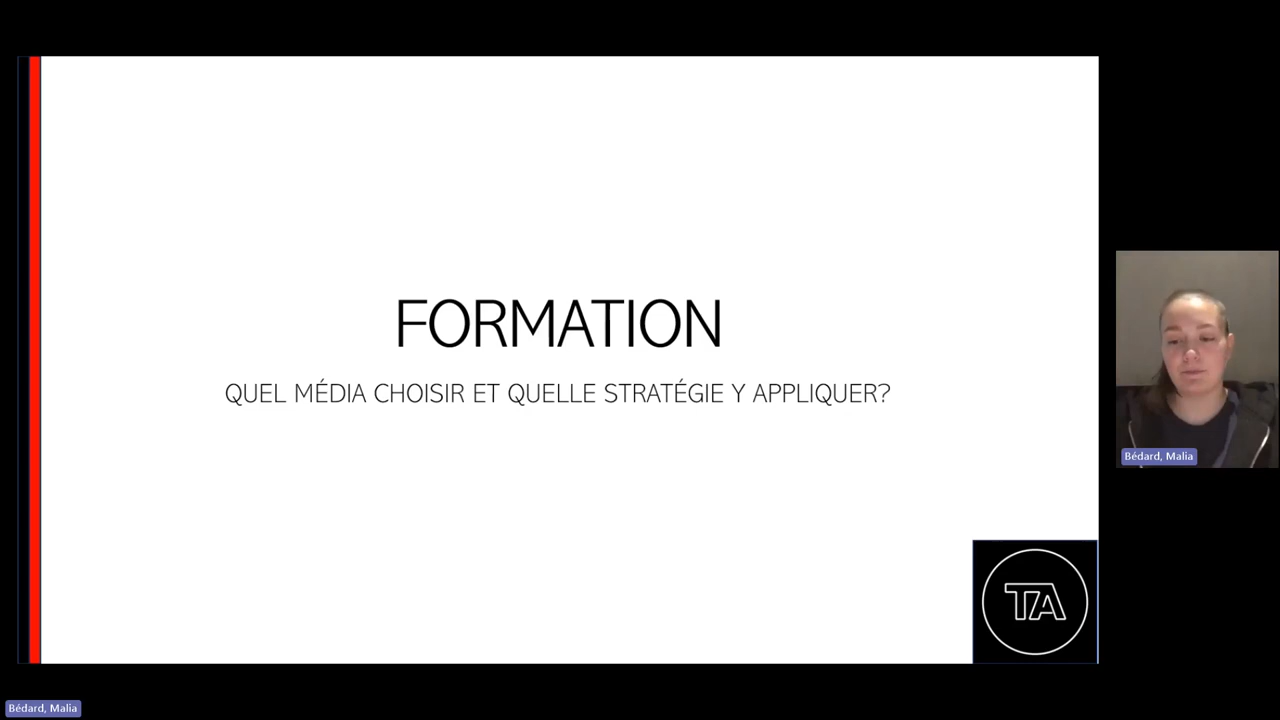 FORMATION
QUEL MÉDIA CHOISIR ET QUELLE STRATÉGIE Y APPLIQUER?
TA
Bédard, Malia
Bédard, Malia